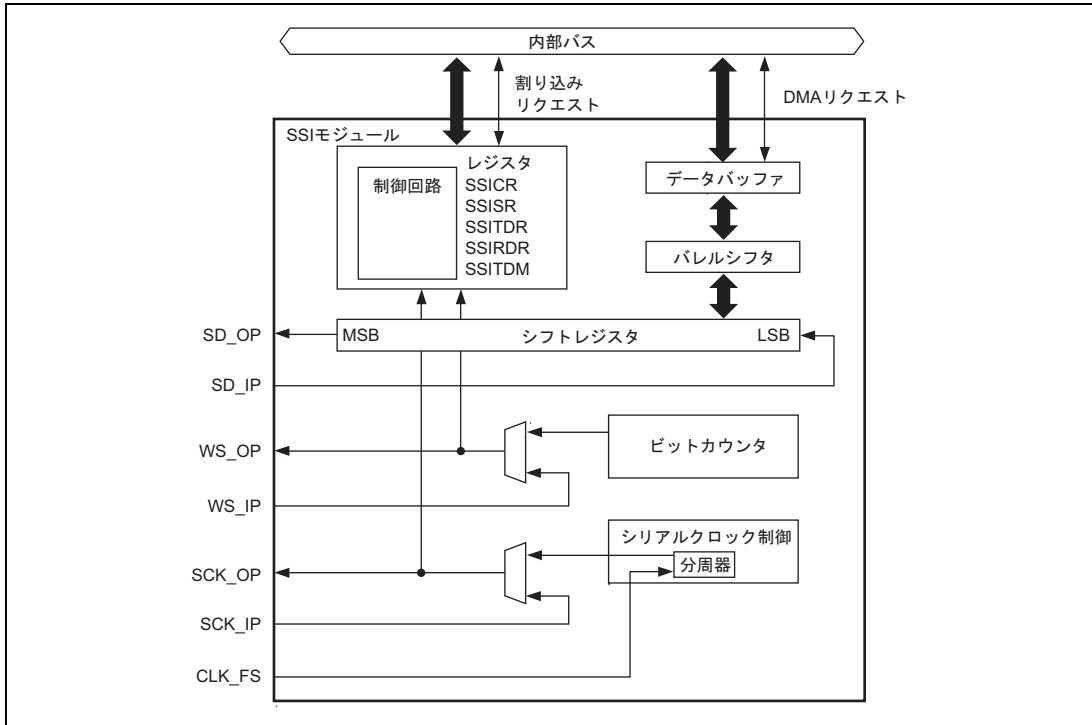 内部バス
割り込み
リクエスト
DMAリクエスト
SSIモジュール
レジスタ
制御回路
SSICR
SSISR
SSITDR
SSIRDR
SSITDM
データバッファ
バレルシフタ
SD_OP
MSB
シフトレジスタ
LSB
SD_IP
WS_OP
ビットカウンタ
WS_IP
シリアルクロック制御
分周器
SCK_OP
SCK_IP
CLK_FS